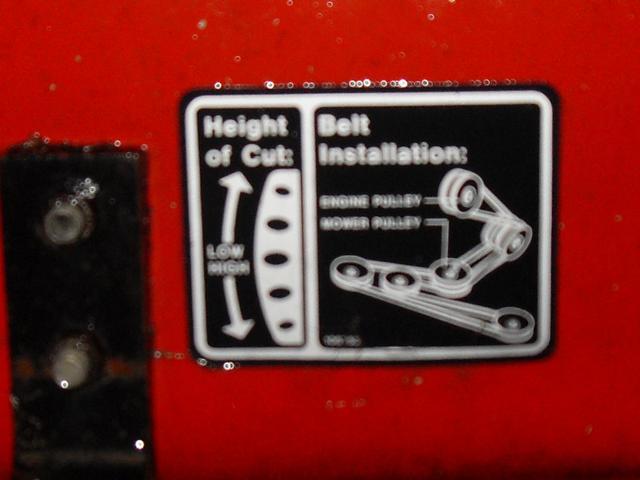 Height
of Cut:
LOW
HIGH
Belt
Installation:
ENGINE PULLEY
MOWER PULLEY